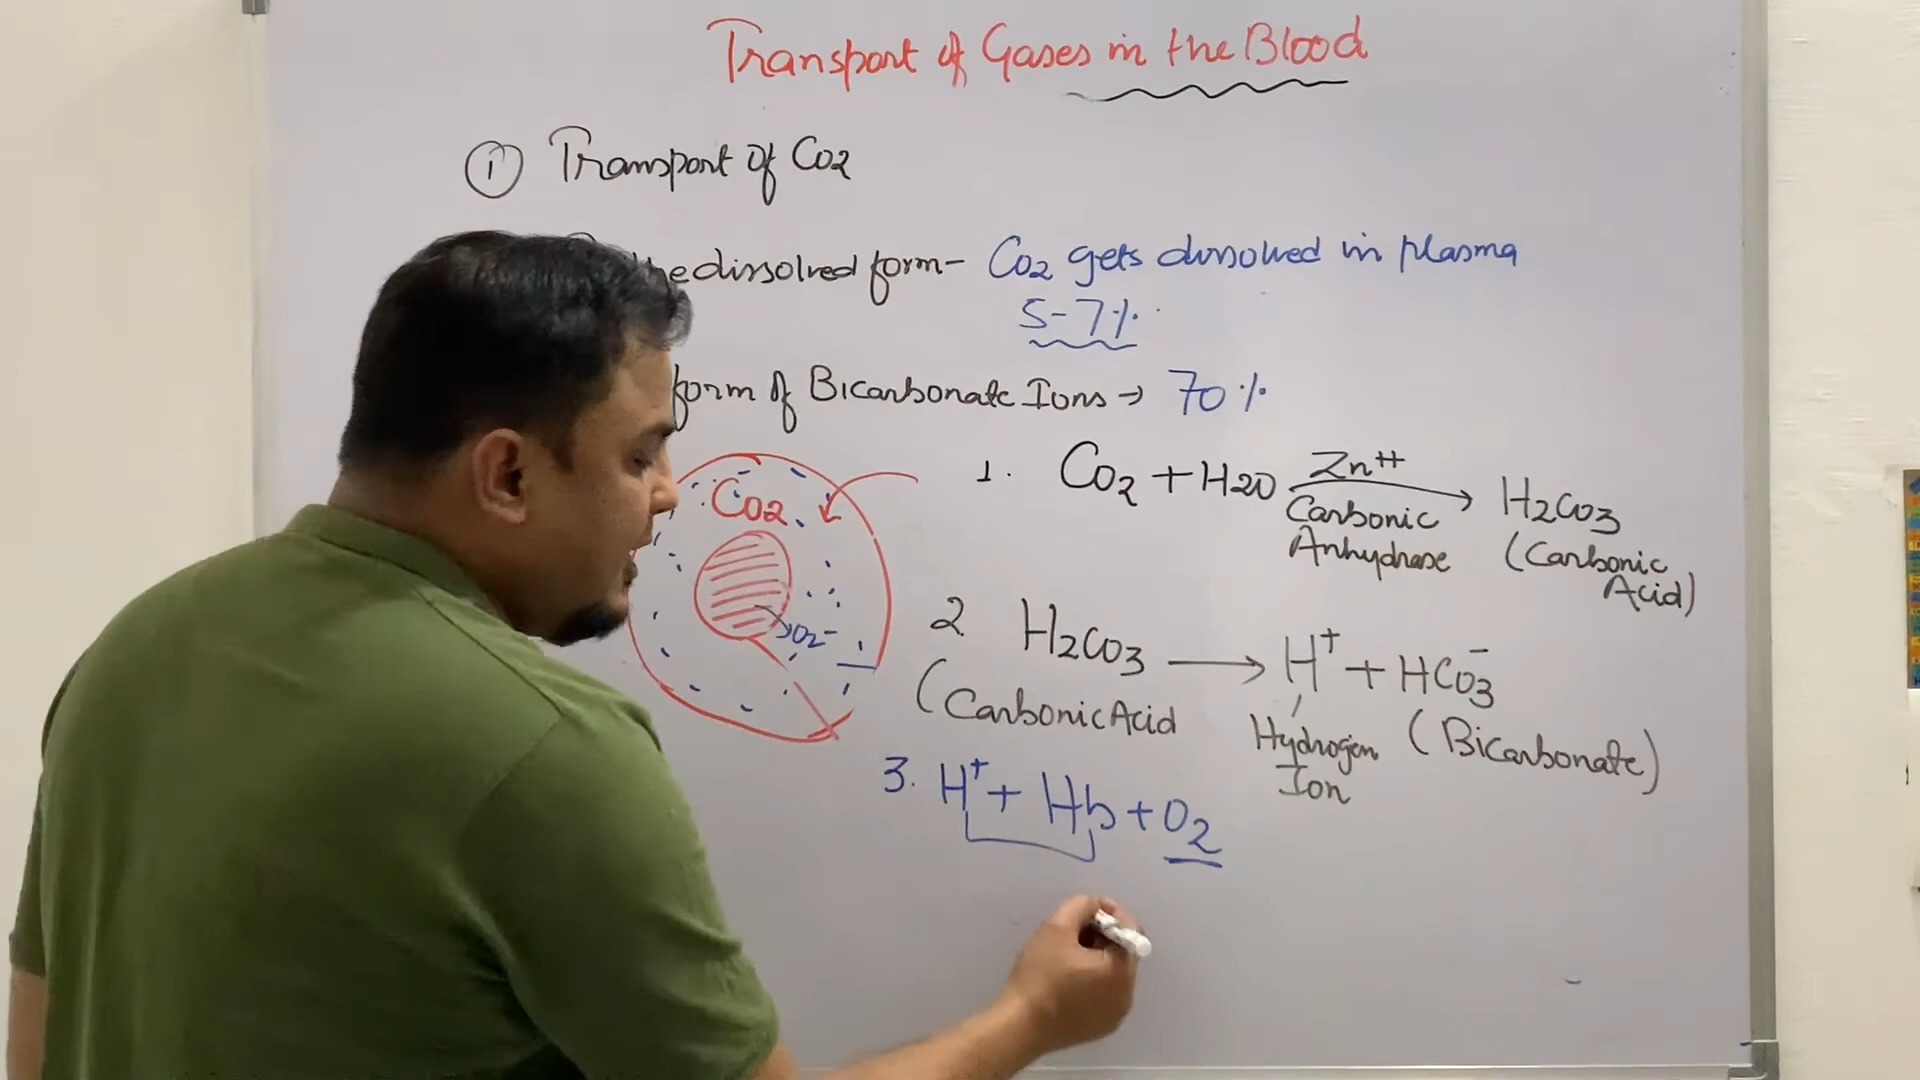 Transport of Gases in the Blood
① Transport of Co2
the dissolved form - Co2 gets dissolved in plasma
5-7%
form of Bicarbonate Ions → 70%
Co2
O2-
1. Co2 + H2O Zn++ → H2Co3
Carbonic
Anhydrase
(Carbonic
Acid)
2. H2Co3 → H+ + HCo3-
(Carbonic Acid
Hydrogen
Ion
(Bicarbonate)
3. H+ + Hb + O2